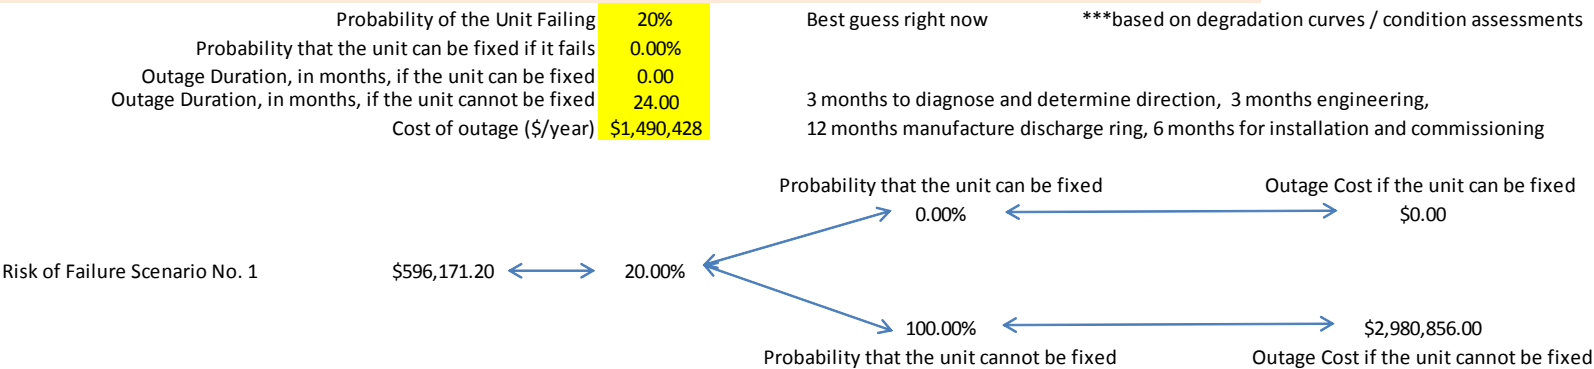 Probability of the Unit Failing 20% Best guess right now ***based on degradation curves / condition assessments
Probability that the unit can be fixed if it fails 0.00%
Outage Duration, in months, if the unit can be fixed 0.00
Outage Duration, in months, if the unit cannot be fixed 24.00 3 months to diagnose and determine direction, 3 months engineering,
Cost of outage ($/year) $1,490,428 12 months manufacture discharge ring, 6 months for installation and commissioning
Probability that the unit can be fixed Outage Cost if the unit can be fixed
0.00% $0.00
Risk of Failure Scenario No. 1 $596,171.20 20.00%
100.00% $2,980,856.00
Probability that the unit cannot be fixed Outage Cost if the unit cannot be fixed